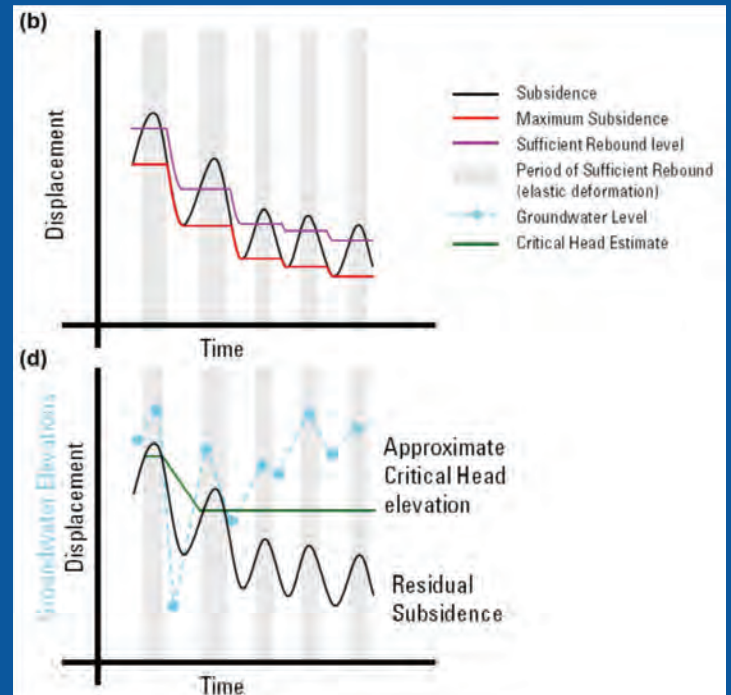 (b)
Displacement
Time
Subsidence
Maximum Subsidence
Sufficient Rebound level
Period of Sufficient Rebound
(elastic deformation)
Groundwater Level
Critical Head Estimate
(d)
Groundwater Elevations
Displacement
Time
Approximate
Critical Head
elevation
Residual
Subsidence